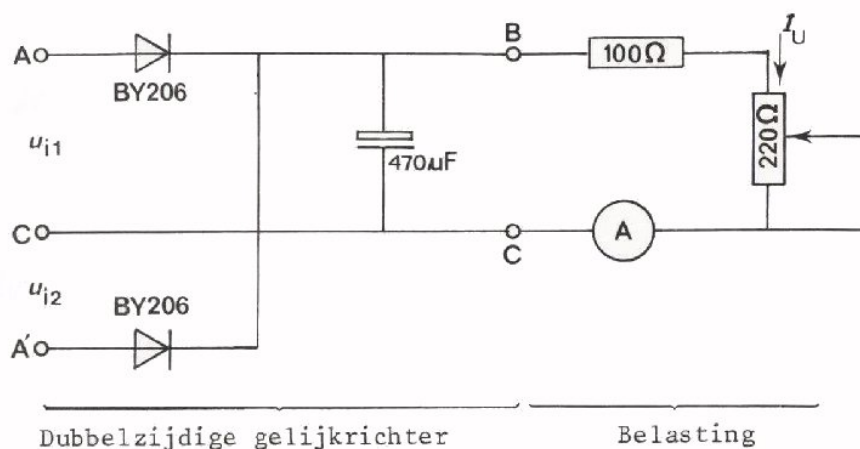 A
BY206
B
100Ω
I_U
u_i1
470µF
220Ω
C
C
A
u_i2
BY206
A'
Dubbelzijdige gelijkrichter
Belasting